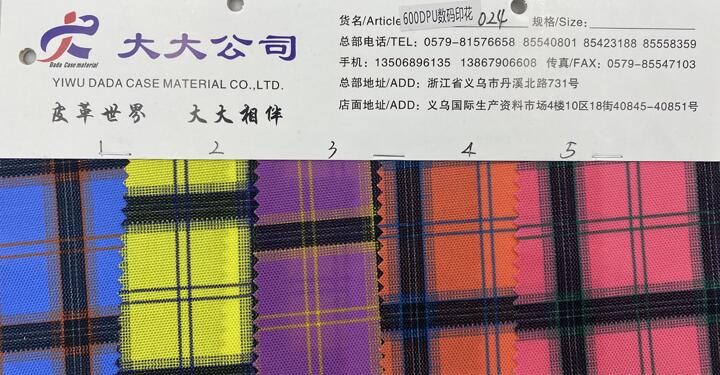 Dada Case material
大大公司
YIWU DADA CASE MATERIAL CO.,LTD.
皮革世界 大大相伴
货名/Article 600DPU数码印花 024 规格/Size:
总部电话/TEL: 0579-81576658 85540801 85423188 85558359
手机: 13506896135 13867906608 传真/FAX: 0579-85547103
总部地址/ADD: 浙江省义乌市丹溪北路731号
店面地址/ADD: 义乌国际生产资料市场4楼10区18街40845-40851号
1 2 3 4 5